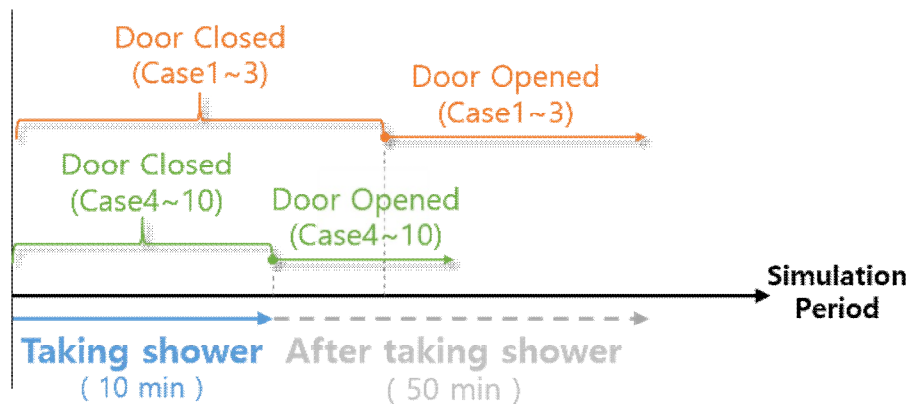 Door Closed
(Case1~3)
Door Opened
(Case1~3)
Door Closed
(Case4~10)
Door Opened
(Case4~10)
Simulation
Period
Taking shower
( 10 min )
After taking shower
( 50 min )